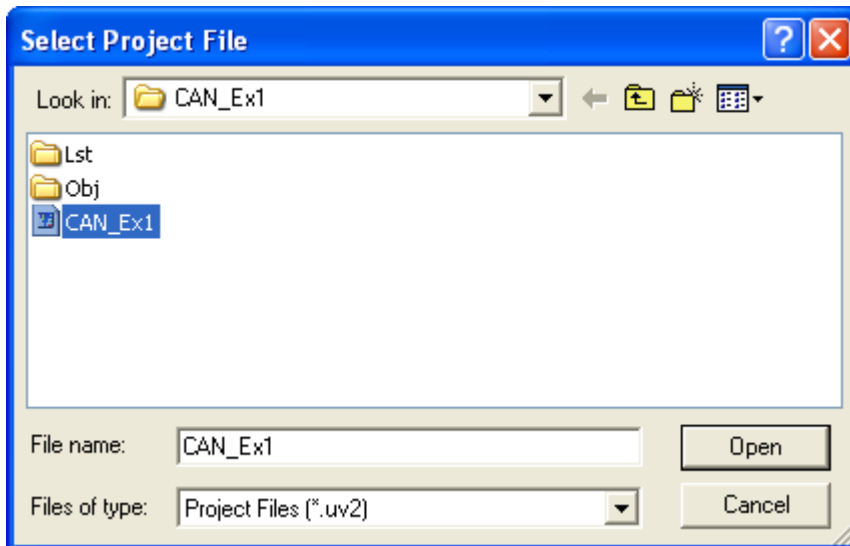 Select Project File
Look in: CAN_Ex1
Lst
Obj
CAN_Ex1
File name: CAN_Ex1 Open
Files of type: Project Files (*.uv2) Cancel